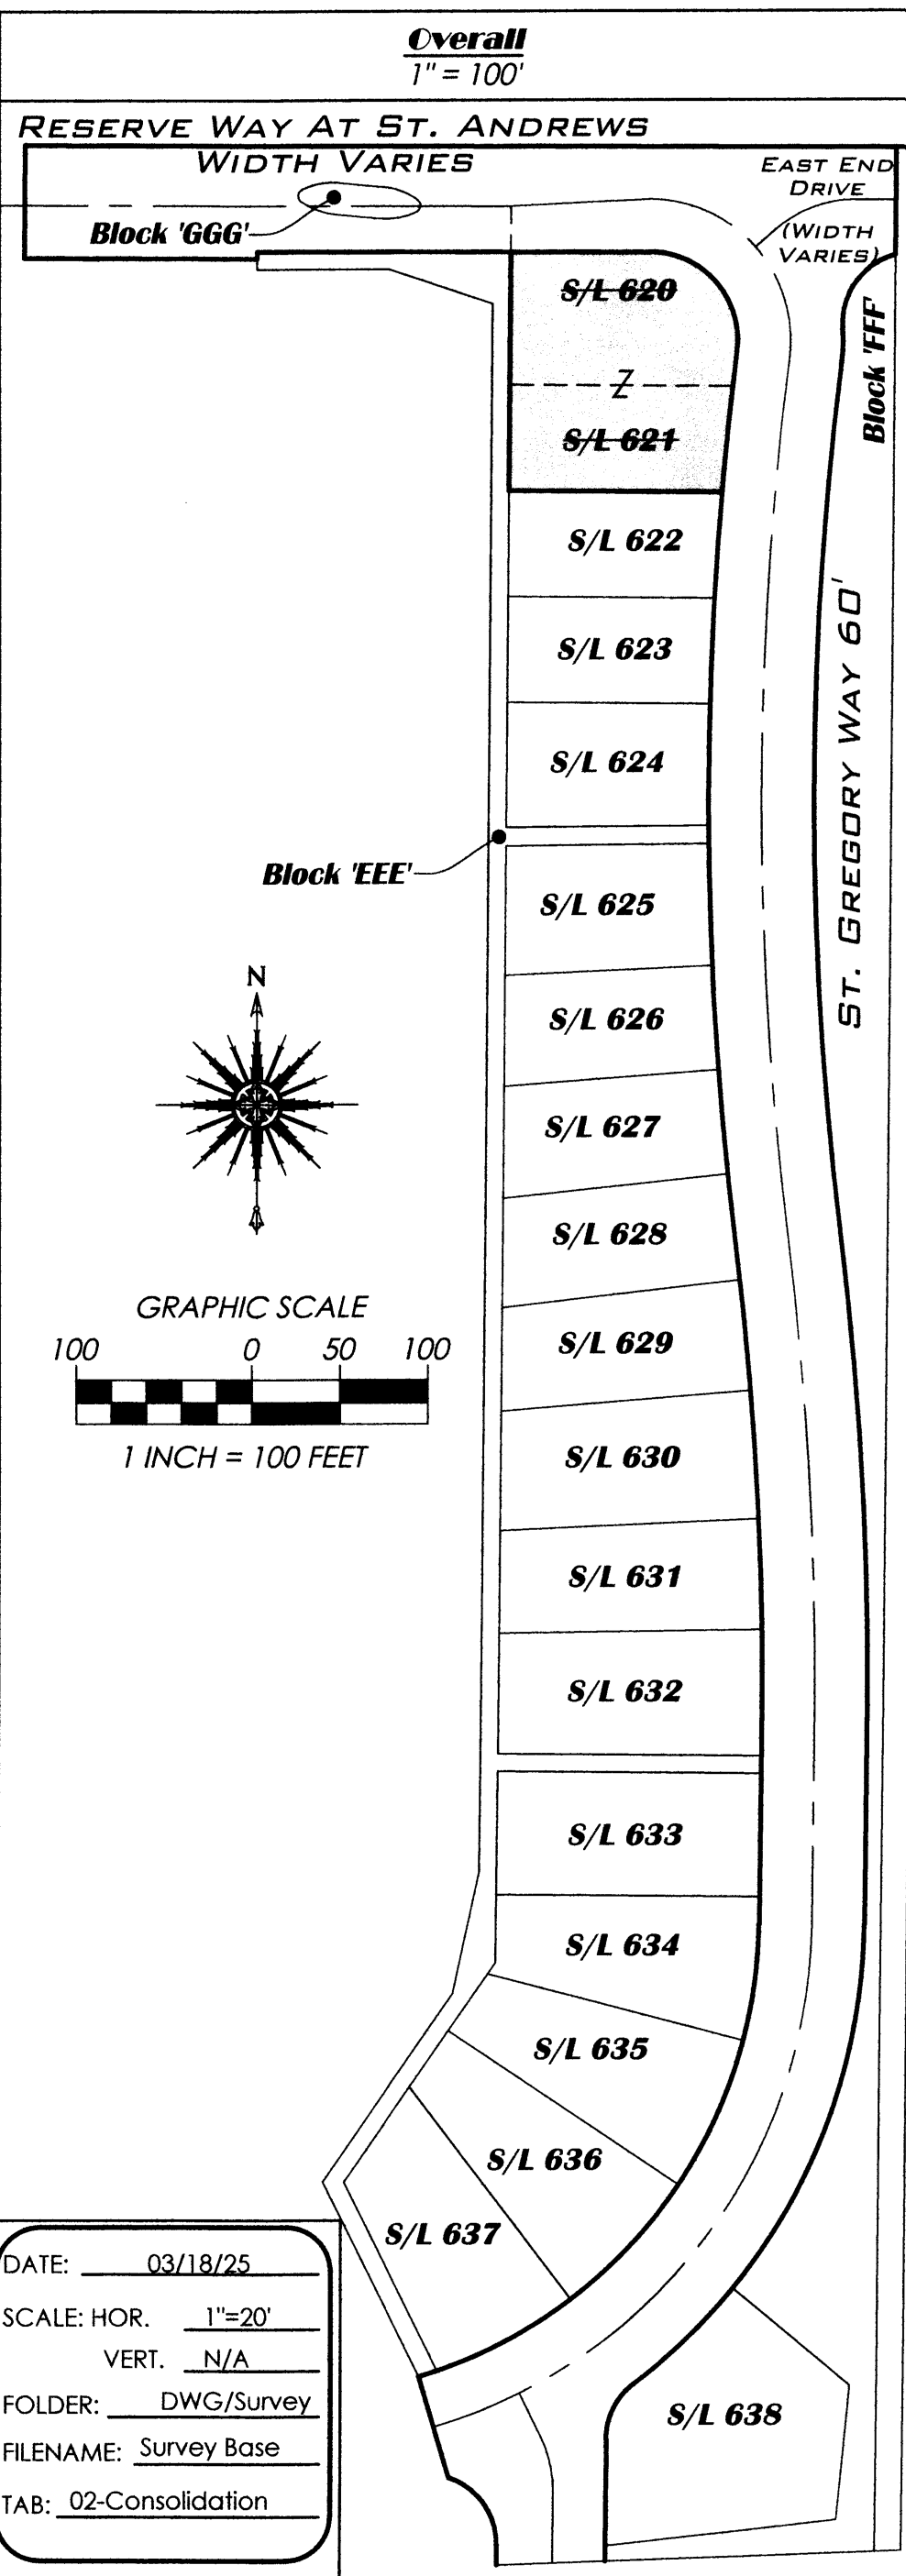 Overall
1" = 100'
RESERVE WAY AT ST. ANDREWS
WIDTH VARIES
EAST END
DRIVE
(WIDTH
VARIES)
Block 'GGG'
S/L 620
Z
S/L 621
Block 'FFF'
S/L 622
S/L 623
S/L 624
ST. GREGORY WAY 60'
Block 'EEE'
S/L 625
S/L 626
S/L 627
S/L 628
S/L 629
S/L 630
S/L 631
S/L 632
S/L 633
S/L 634
S/L 635
S/L 636
S/L 637
S/L 638
N
GRAPHIC SCALE
100 0 50 100
1 INCH = 100 FEET
DATE: 03/18/25
SCALE: HOR. 1"=20'
VERT. N/A
FOLDER: DWG/Survey
FILENAME: Survey Base
TAB: 02-Consolidation